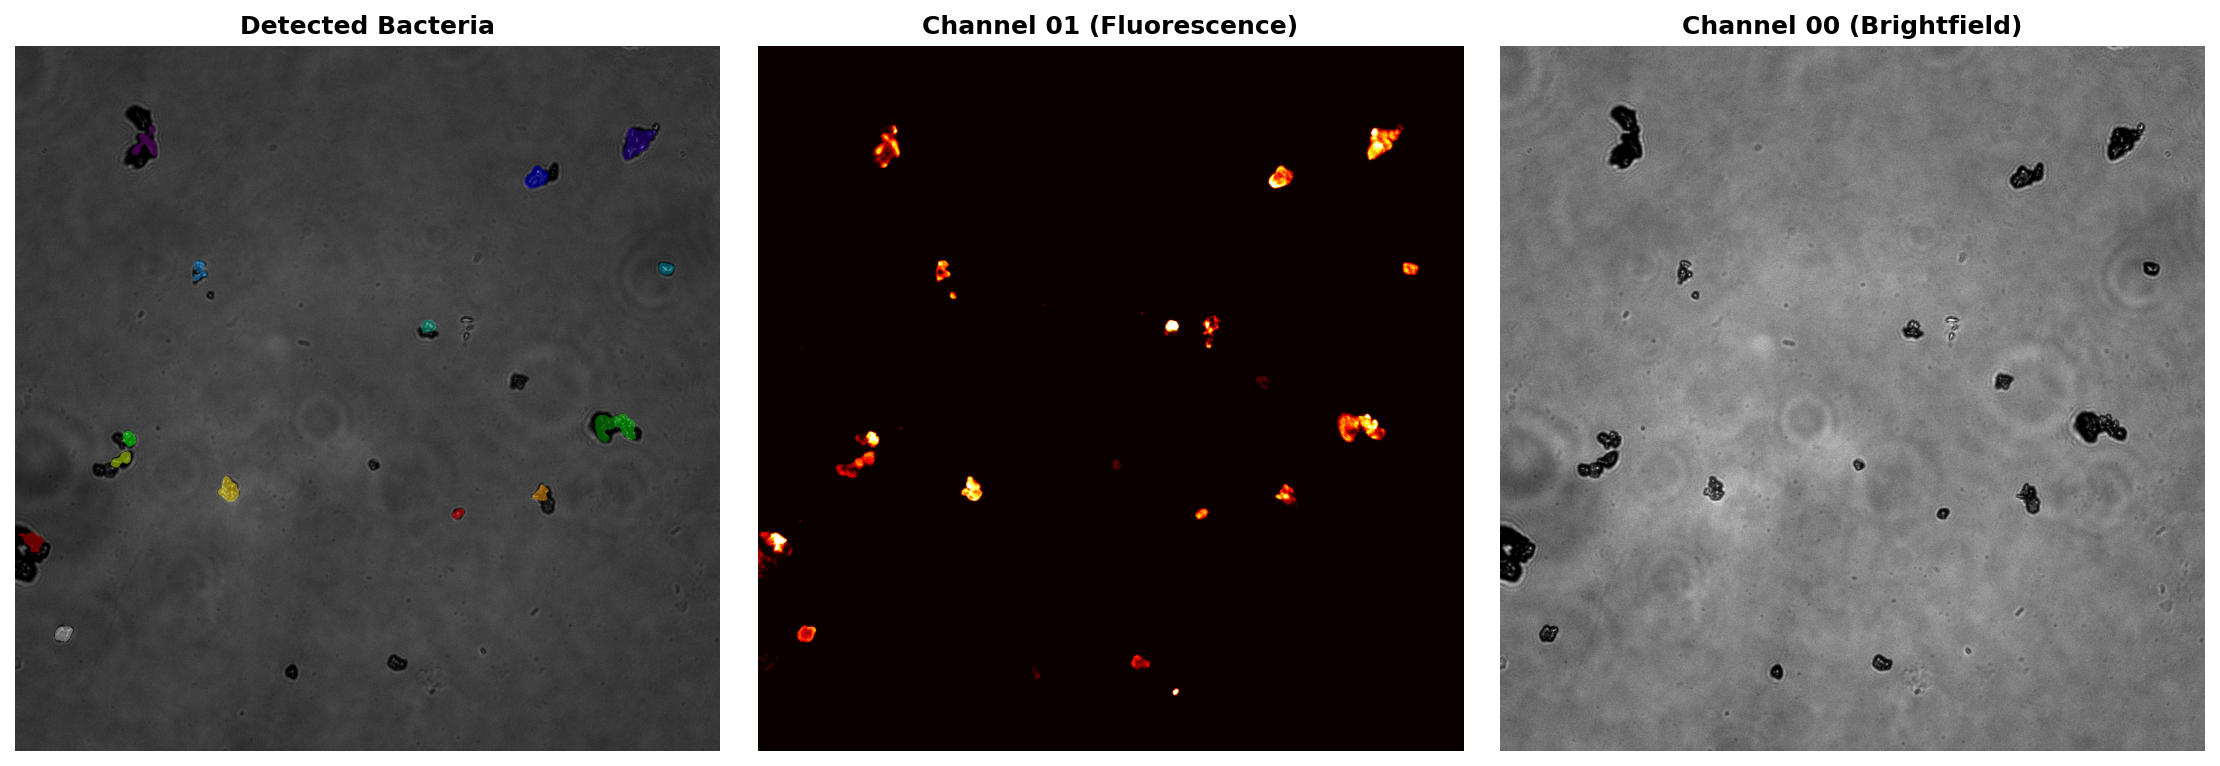 Detected Bacteria
Channel 01 (Fluorescence)
Channel 00 (Brightfield)